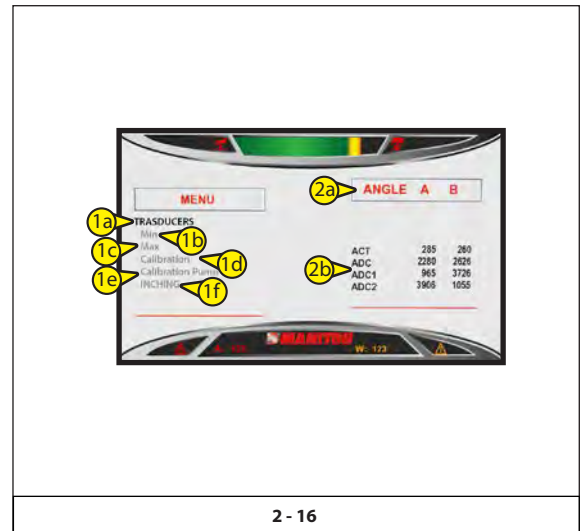 MENU
1a TRASDUCERS
Min 1b
1c Max
Calibration 1d
1e Calibration Pump
INCHING 1f
2a ANGLE A B
2b
ACT 285 260
ADC 2280 2626
ADC1 965 3726
ADC2 3906 1055
MANITOU
W: 173
2 - 16